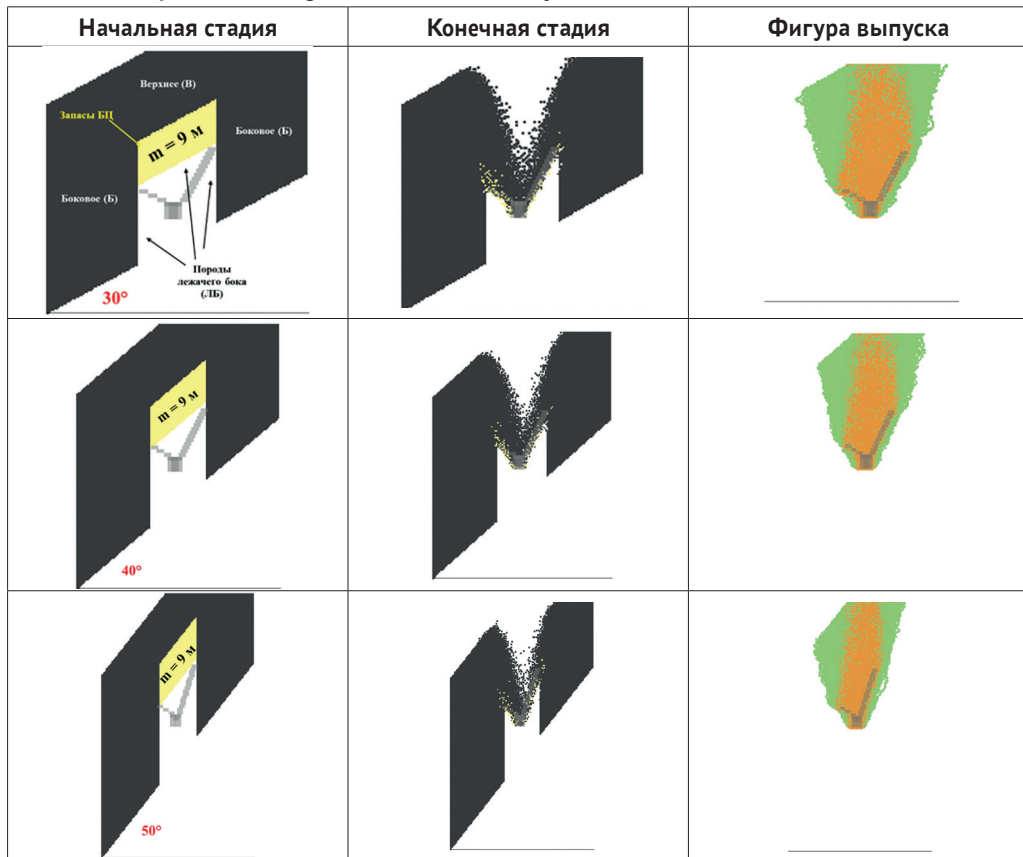 Начальная стадия
Конечная стадия
Фигура выпуска
Верхнее (В)
Запасы БЦ
m = 9 м
Боковое (Б)
Боковое (Б)
Породы
лежачего бока
(ЛБ)
30°
m = 9 м
40°
m = 9 м
50°